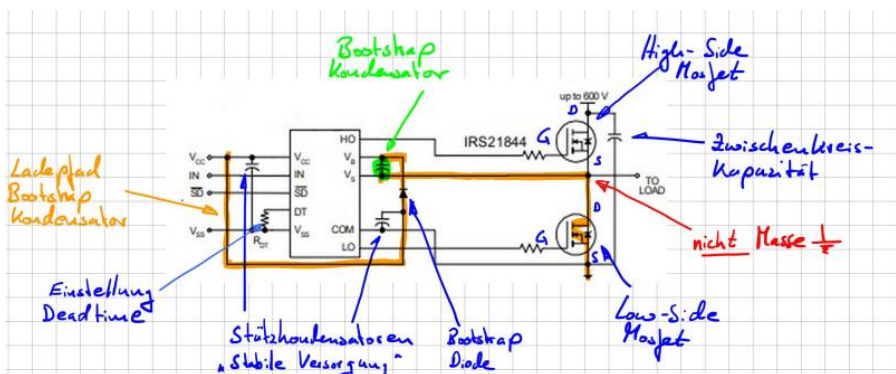 Bootstrap
Kondensator
High-Side
Mosfet
up to 600 V
D
G
S
IRS21844
HO
Zwischenkreis-
Kapazität
Ladepfad
Bootstrap
Kondensator
VCC
IN
SD
VSS
VCC
IN
SD
DT
VSS
RDT
VB
VS
COM
LO
TO
LOAD
nicht Masse
D
G
S
Einstellung
Deadtime
Stützkondensatoren
„Stabile Versorgung"
Bootstrap
Diode
Low-Side
Mosfet